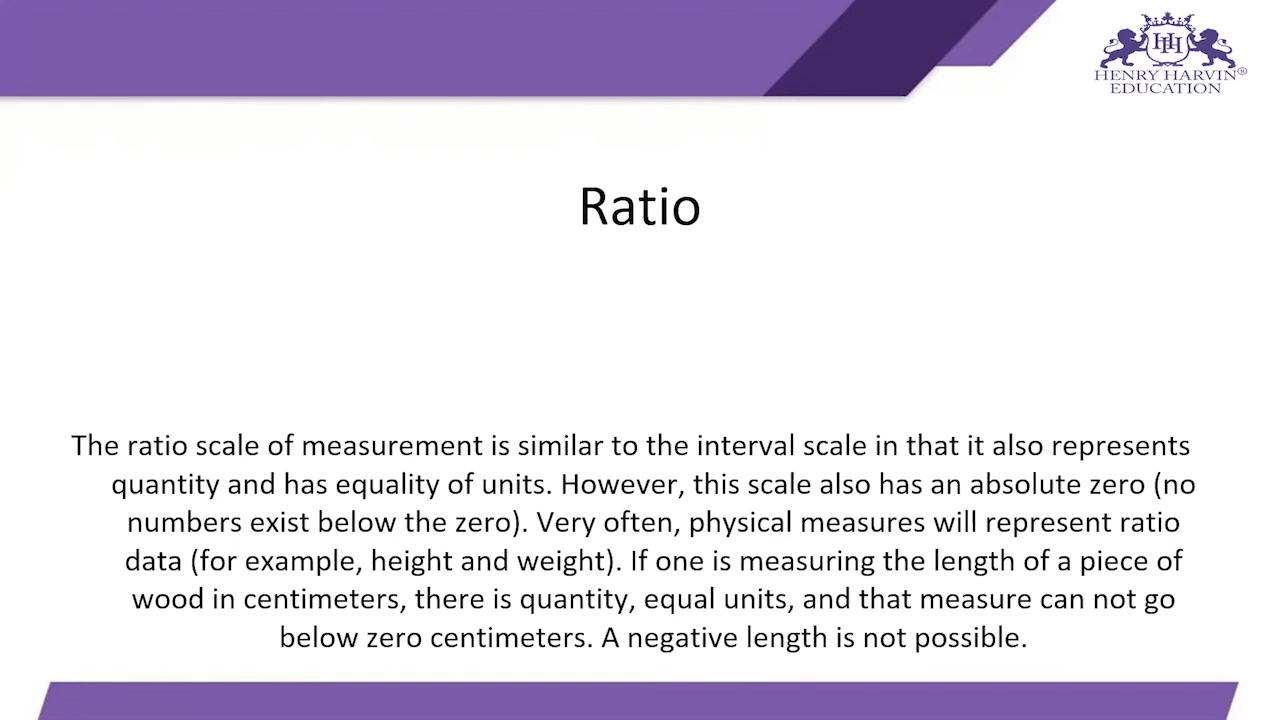 HENRY HARVIN®
EDUCATION
Ratio
The ratio scale of measurement is similar to the interval scale in that it also represents
quantity and has equality of units. However, this scale also has an absolute zero (no
numbers exist below the zero). Very often, physical measures will represent ratio
data (for example, height and weight). If one is measuring the length of a piece of
wood in centimeters, there is quantity, equal units, and that measure can not go
below zero centimeters. A negative length is not possible.